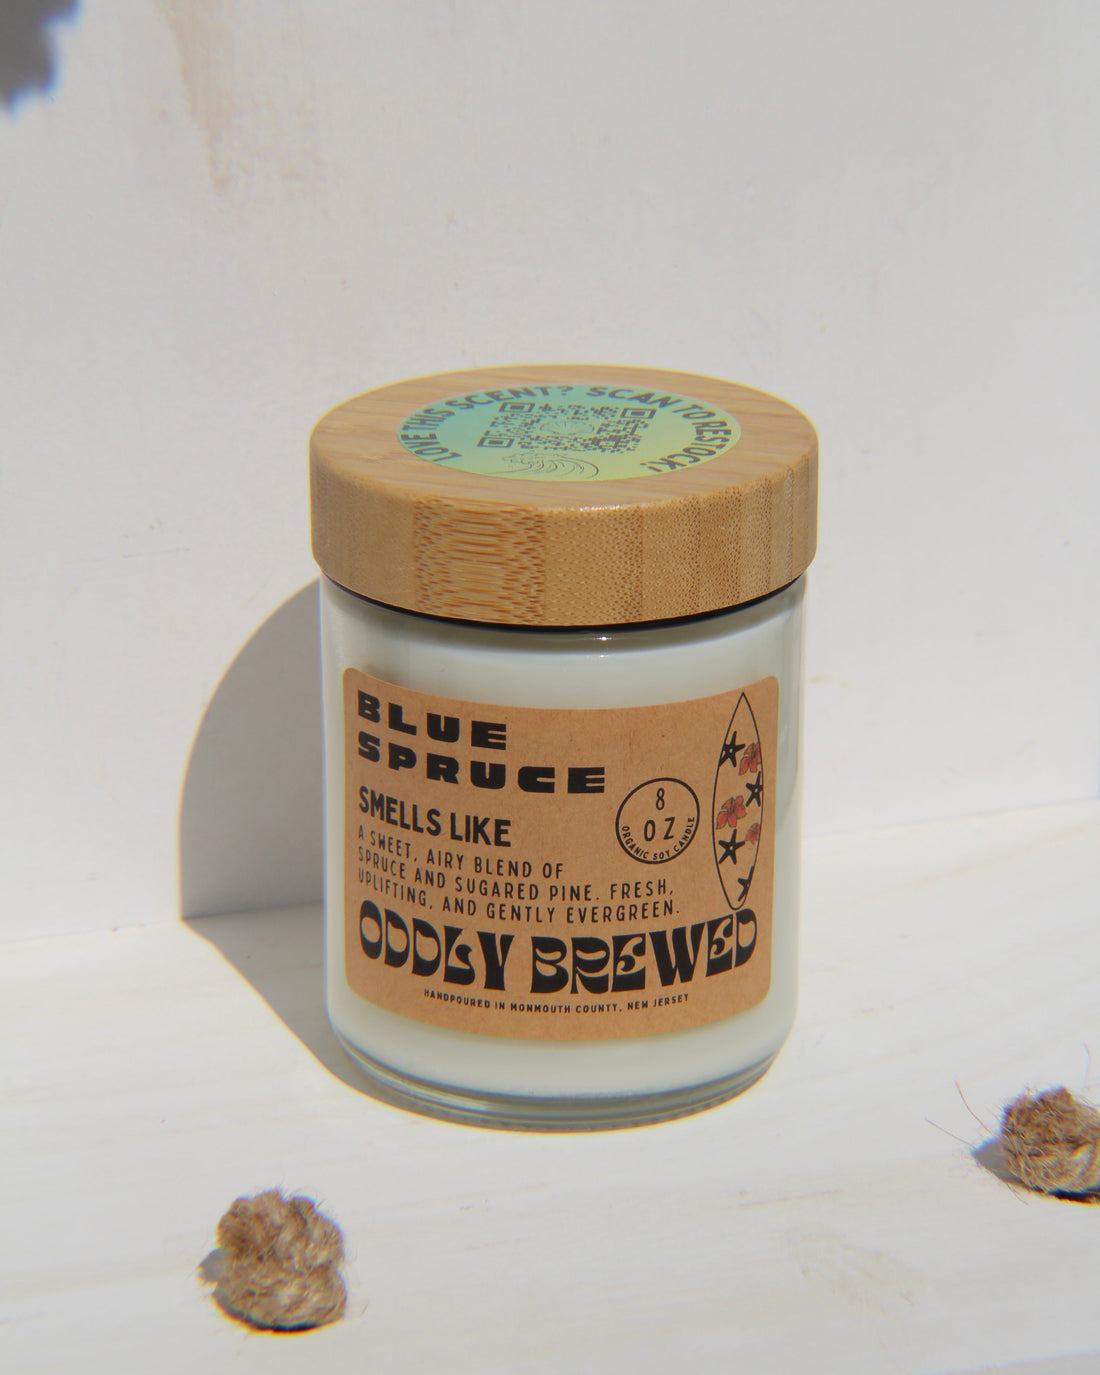 LOVE THIS SCENT? SCAN TO RESTOCK!
BLUE
SPRUCE
SMELLS LIKE
A SWEET, AIRY BLEND OF
SPRUCE AND SUGARED PINE. FRESH,
UPLIFTING, AND GENTLY EVERGREEN.
8
OZ
ORGANIC SOY CANDLE
ODDLY BREWED
HANDPOURED IN MONMOUTH COUNTY, NEW JERSEY